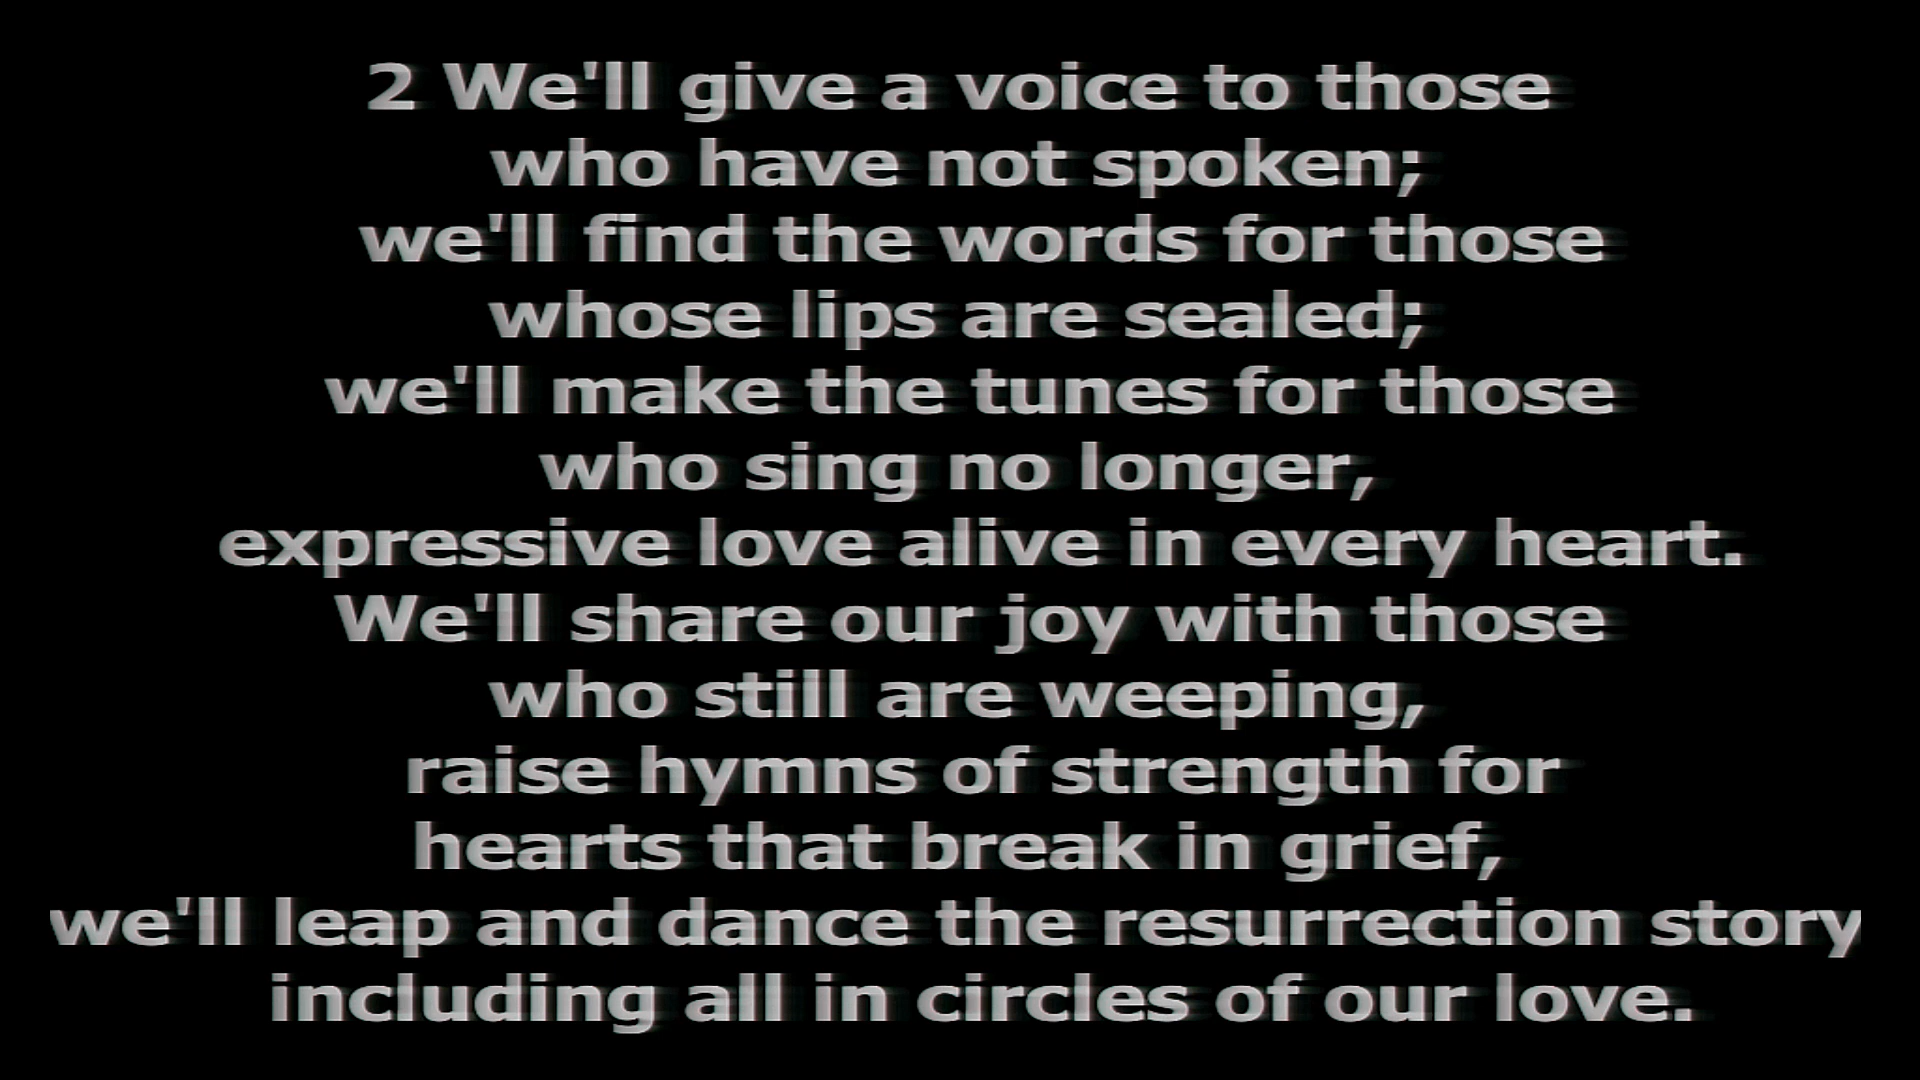 2 We'll give a voice to those
who have not spoken;
we'll find the words for those
whose lips are sealed;
we'll make the tunes for those
who sing no longer,
expressive love alive in every heart.
We'll share our joy with those
who still are weeping,
raise hymns of strength for
hearts that break in grief,
we'll leap and dance the resurrection story
including all in circles of our love.